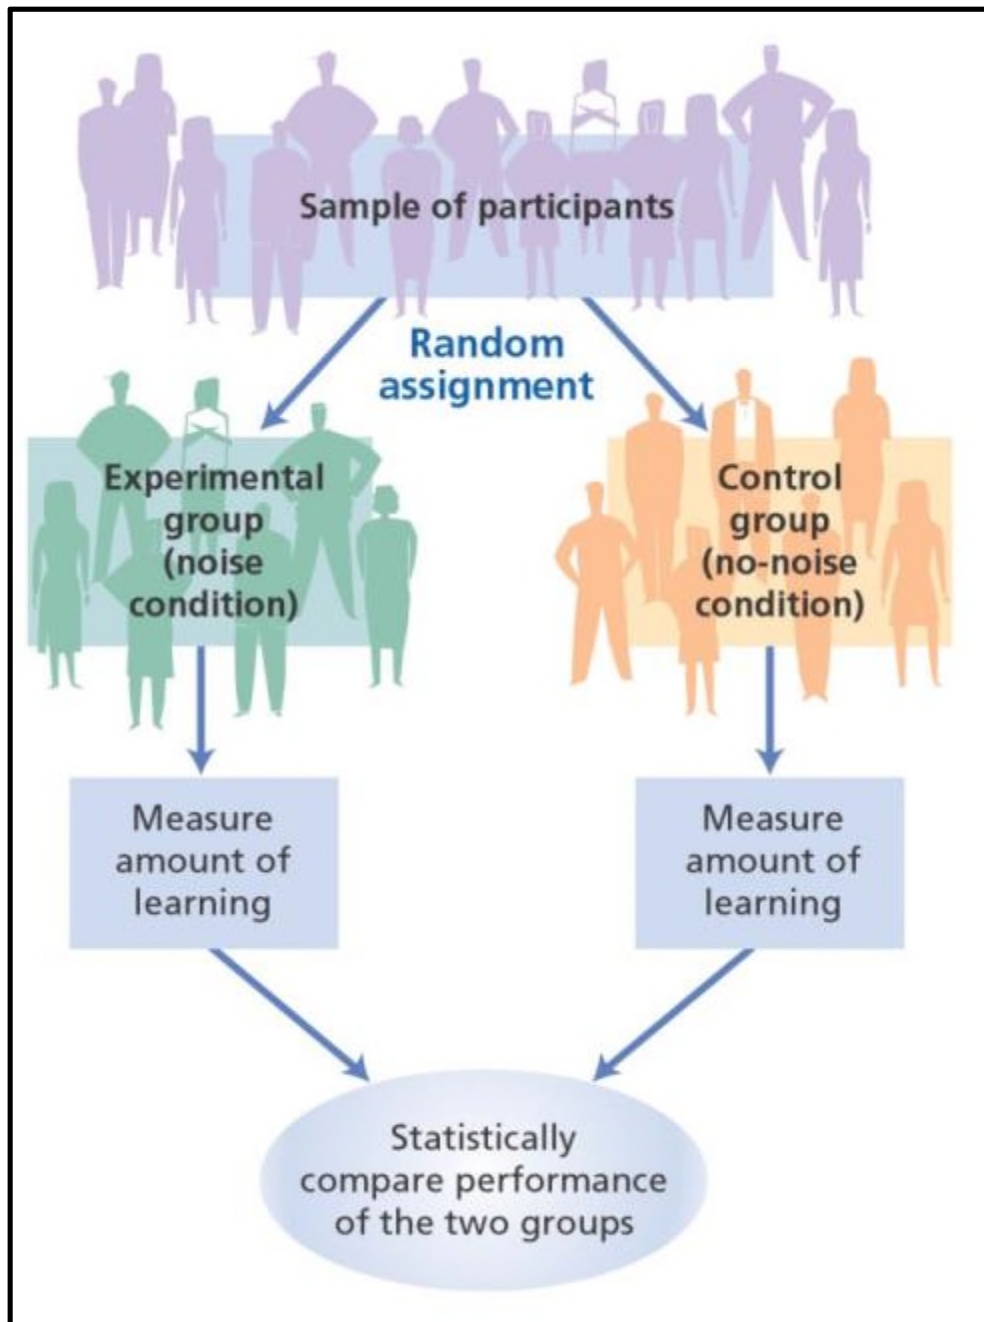 Sample of participants
Random
assignment
Experimental
group
(noise
condition)
Control
group
(no-noise
condition)
Measure
amount of
learning
Measure
amount of
learning
Statistically
compare performance
of the two groups